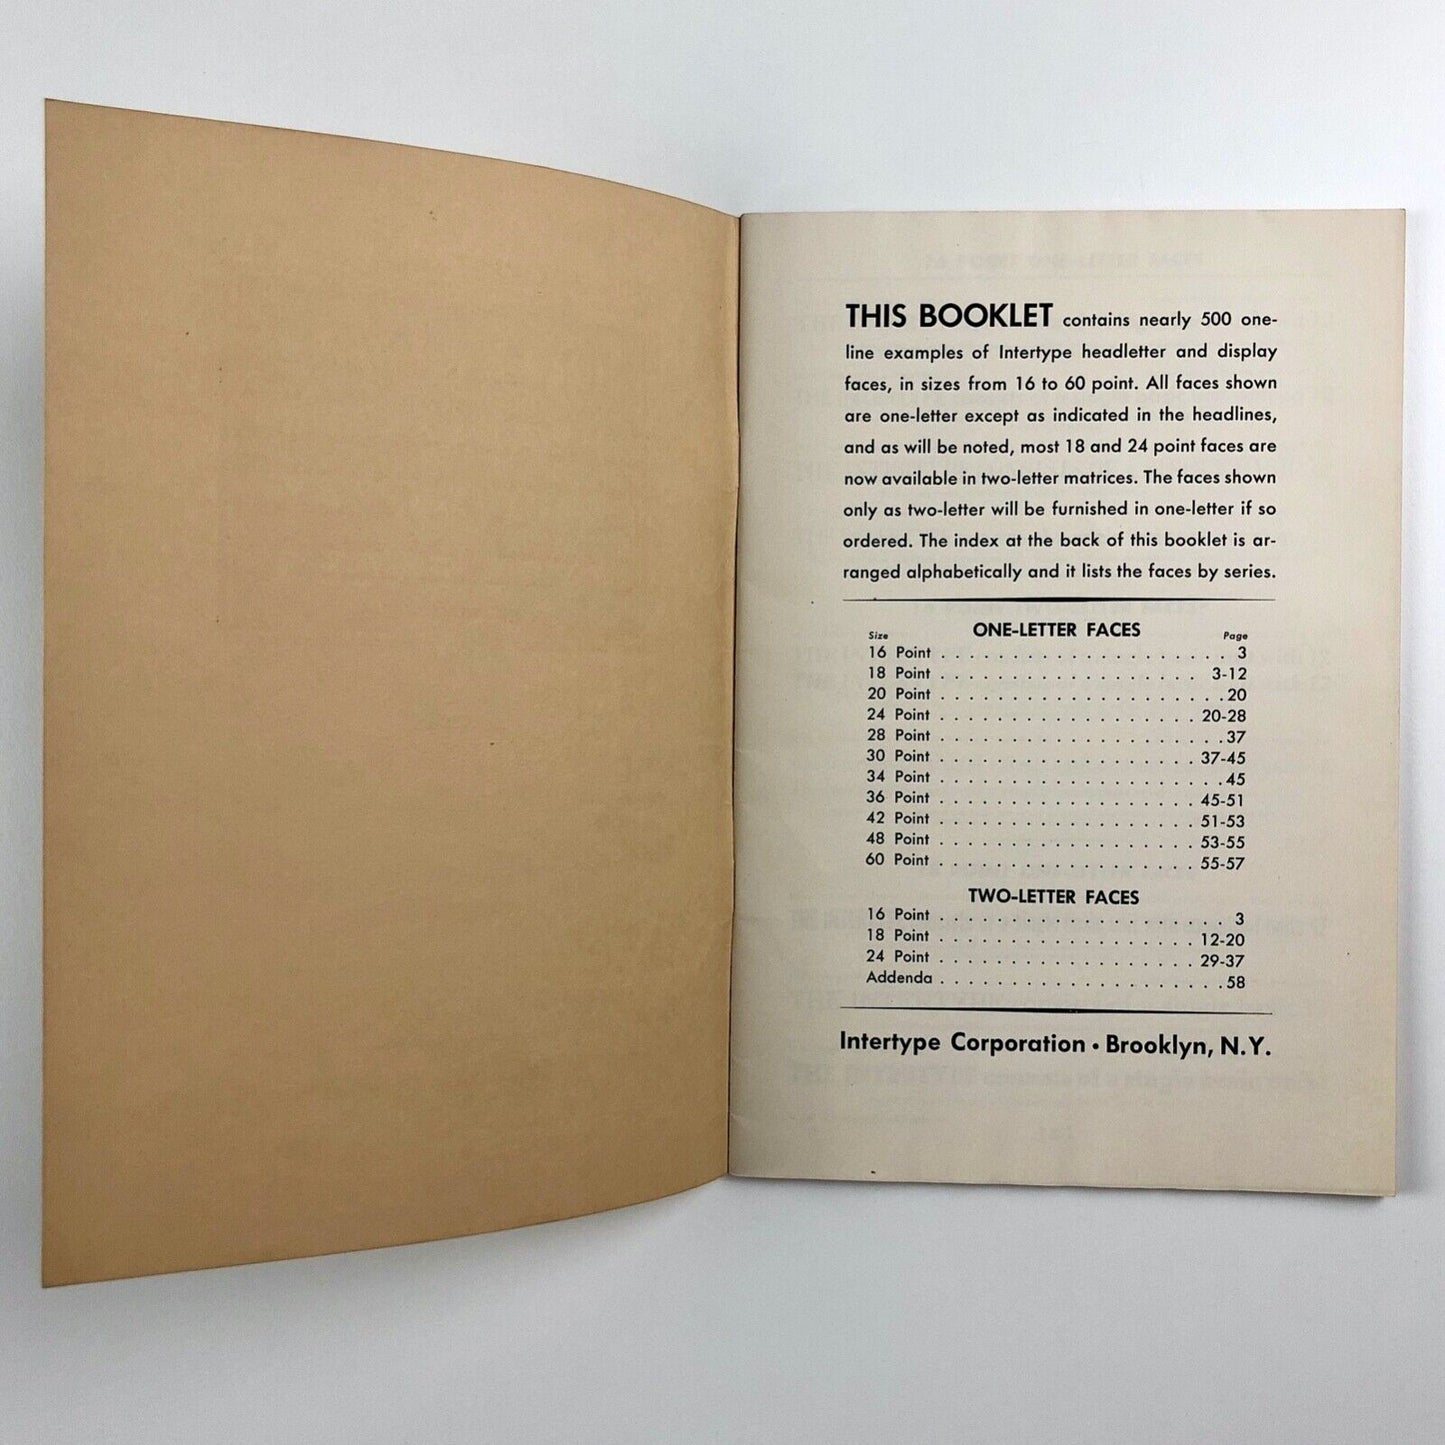 THIS BOOKLET contains nearly 500 one-
line examples of Intertype headletter and display
faces, in sizes from 16 to 60 point. All faces shown
are one-letter except as indicated in the headlines,
and as will be noted, most 18 and 24 point faces are
now available in two-letter matrices. The faces shown
only as two-letter will be furnished in one-letter if so
ordered. The index at the back of this booklet is ar-
ranged alphabetically and it lists the faces by series.
ONE-LETTER FACES
Size Page
16 Point . . . . . . . . . . . . . . . . . . . . 3
18 Point . . . . . . . . . . . . . . . . . . 3-12
20 Point . . . . . . . . . . . . . . . . . . . . 20
24 Point . . . . . . . . . . . . . . . . . . 20-28
28 Point . . . . . . . . . . . . . . . . . . . . 37
30 Point . . . . . . . . . . . . . . . . . . 37-45
34 Point . . . . . . . . . . . . . . . . . . . . 45
36 Point . . . . . . . . . . . . . . . . . . 45-51
42 Point . . . . . . . . . . . . . . . . . . 51-53
48 Point . . . . . . . . . . . . . . . . . . 53-55
60 Point . . . . . . . . . . . . . . . . . . 55-57
TWO-LETTER FACES
16 Point . . . . . . . . . . . . . . . . . . . . 3
18 Point . . . . . . . . . . . . . . . . . . 12-20
24 Point . . . . . . . . . . . . . . . . . . 29-37
Addenda . . . . . . . . . . . . . . . . . . . . 58
Intertype Corporation • Brooklyn, N.Y.